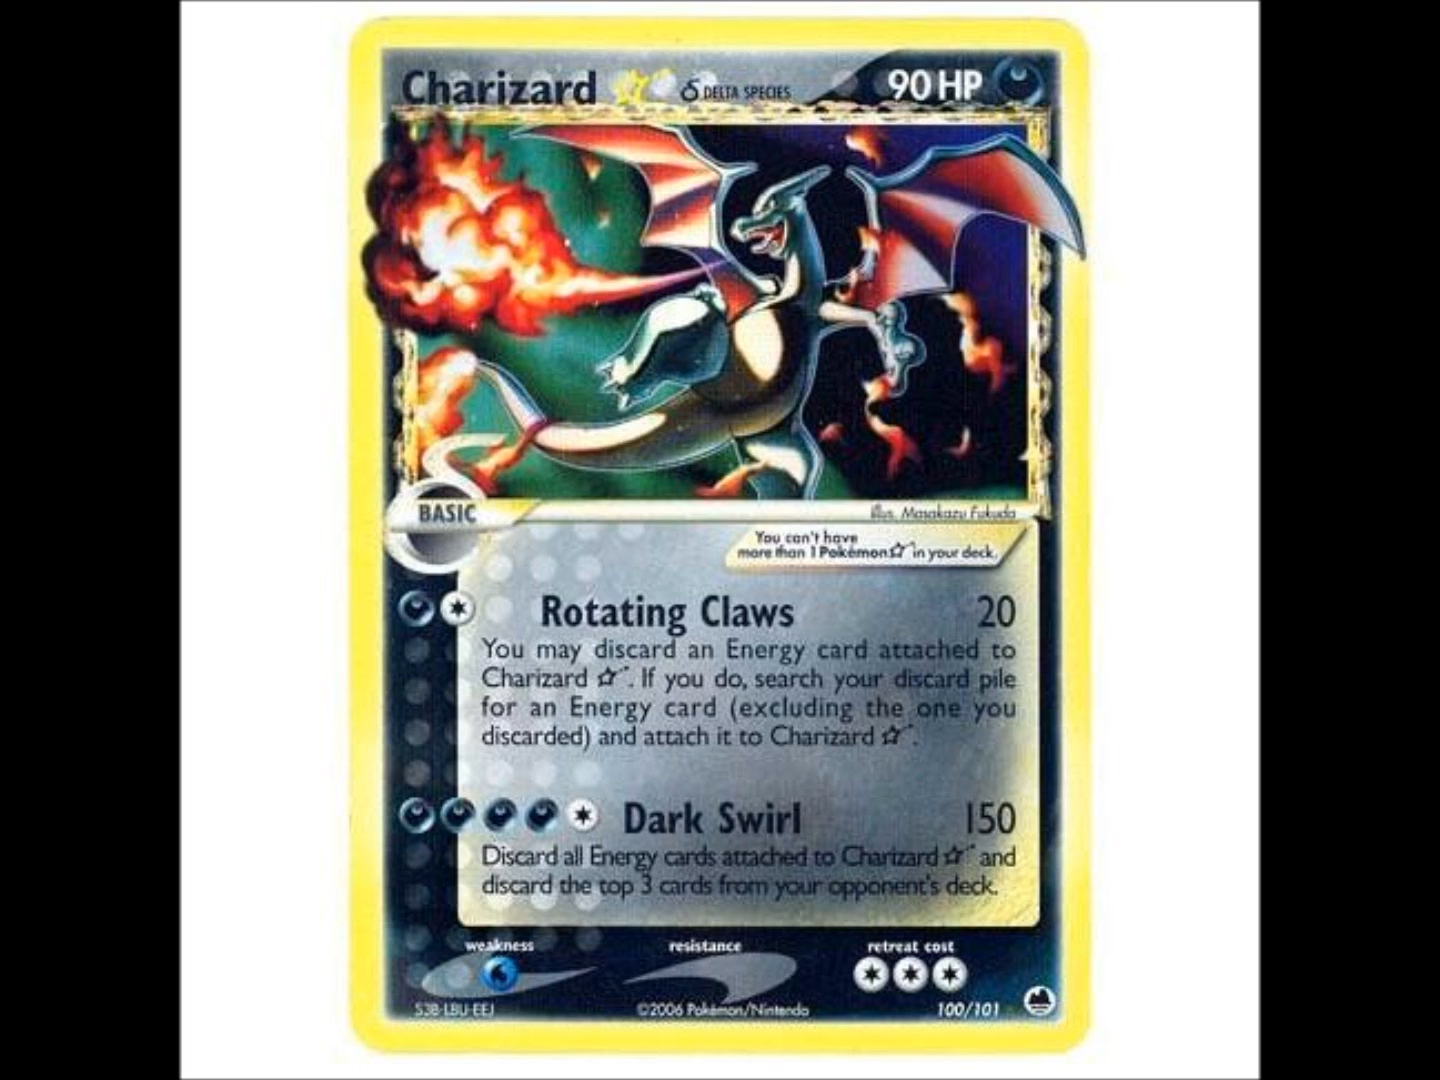 Charizard ☆ δ DELTA SPECIES 90 HP
BASIC
illus. Masakazu Fukuda
You can't have
more than 1 Pokémon ☆ in your deck.
Rotating Claws 20
You may discard an Energy card attached to
Charizard ☆. If you do, search your discard pile
for an Energy card (excluding the one you
discarded) and attach it to Charizard ☆.
Dark Swirl 150
Discard all Energy cards attached to Charizard ☆ and
discard the top 3 cards from your opponent's deck.
weakness resistance retreat cost
S3B-LBU-EEJ ©2006 Pokémon/Nintendo 100/101